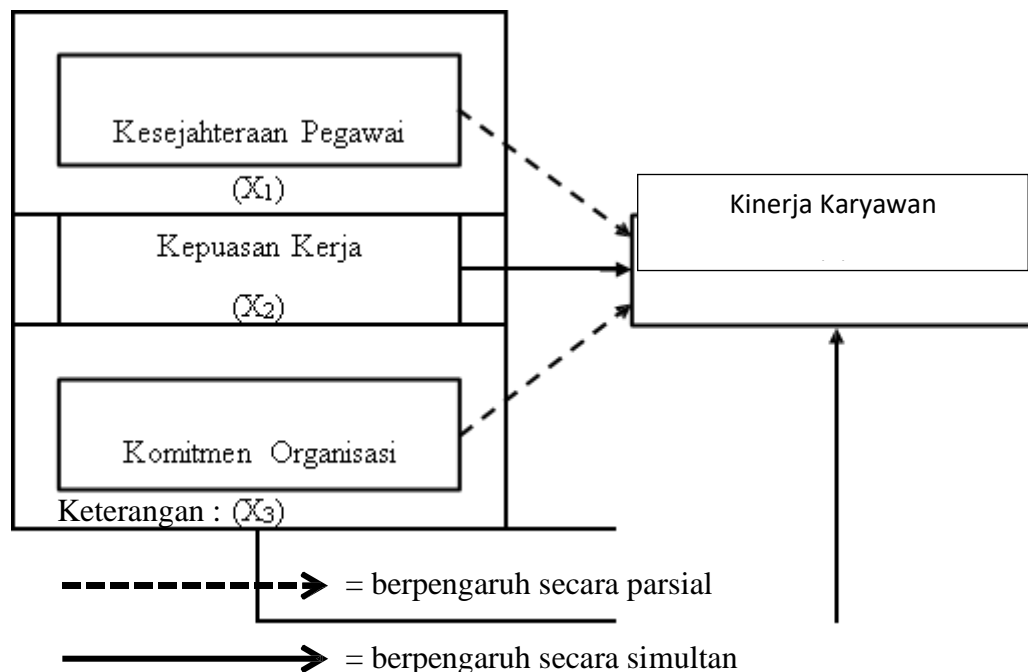 Kesejahteraan Pegawai
(X1)
Kepuasan Kerja
(X2)
Komitmen Organisasi
(X3)
Kinerja Karyawan
Keterangan :
= berpengaruh secara parsial
= berpengaruh secara simultan